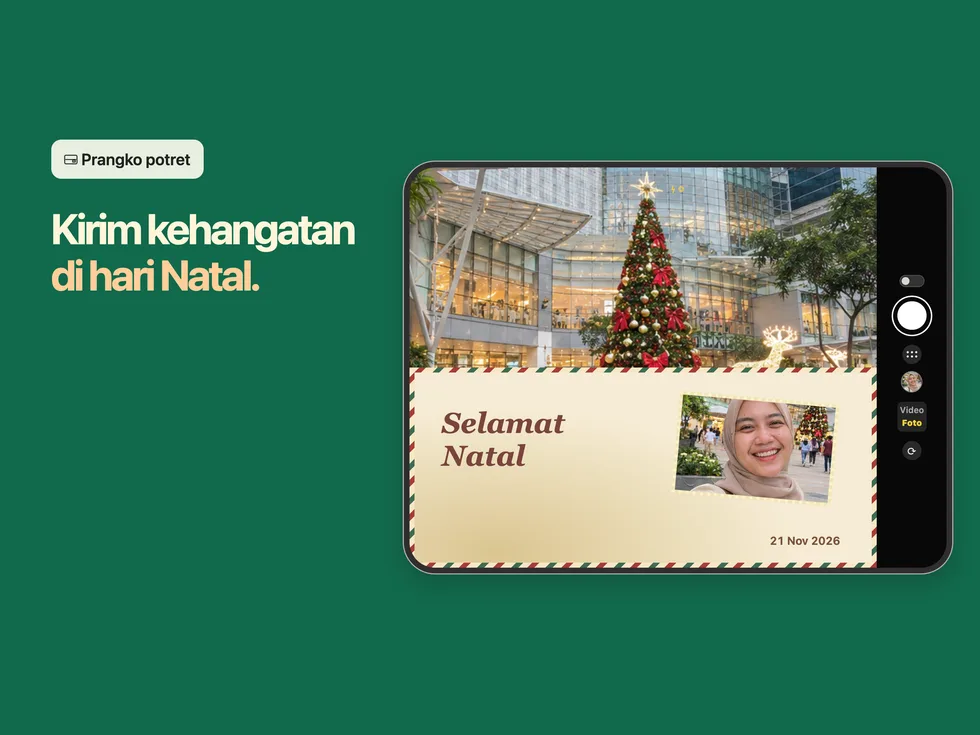 Prangko potret
Kirim kehangatan
di hari Natal.
Selamat
Natal
21 Nov 2026
Video
Foto